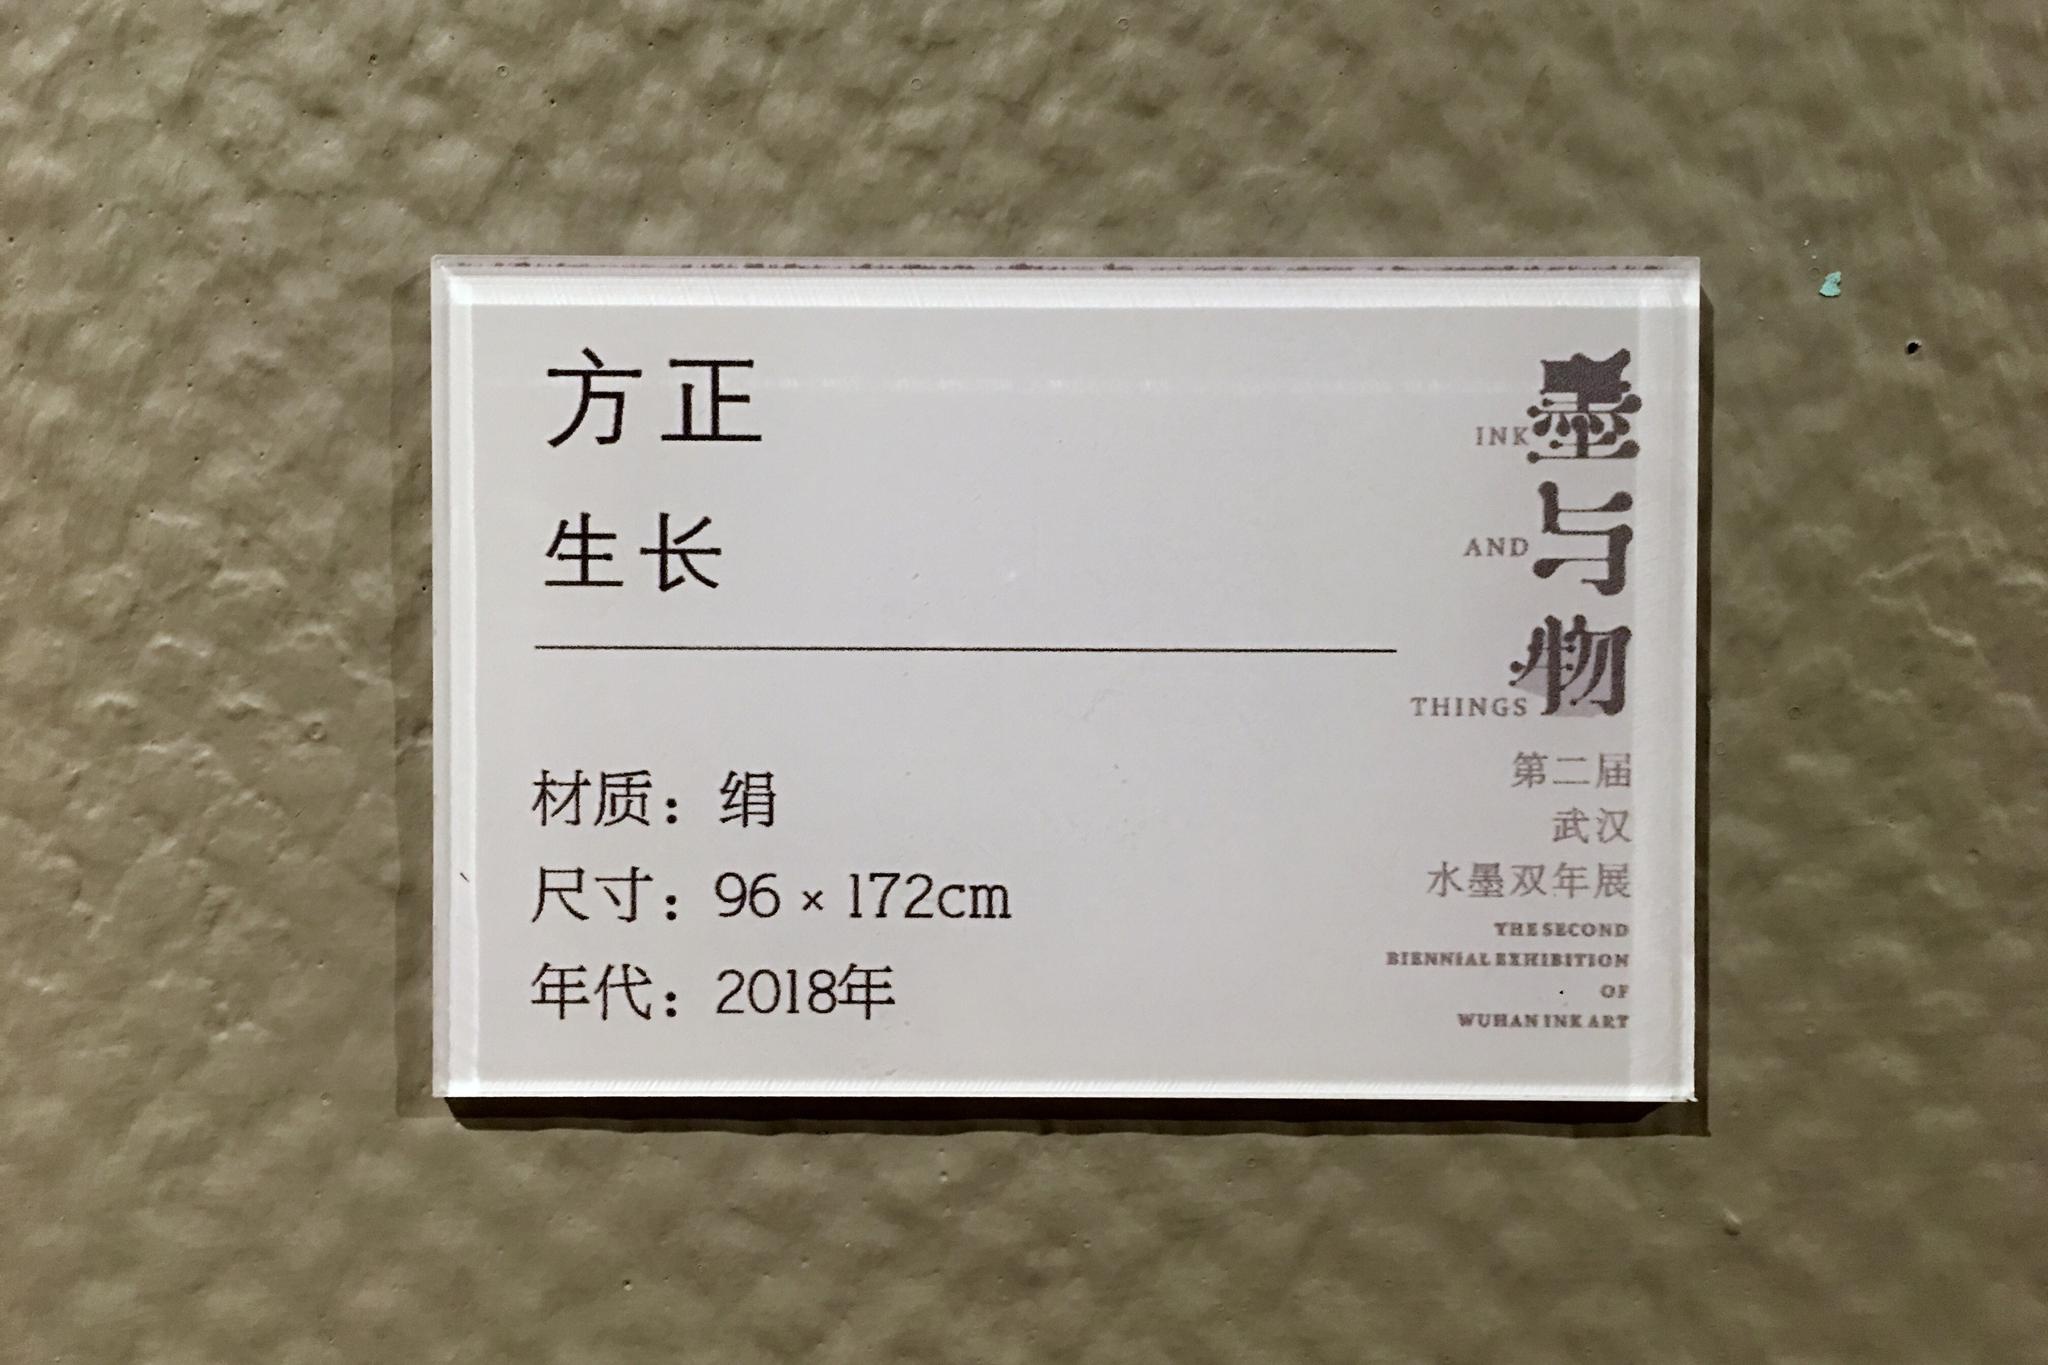 方正
生长
材质：绢
尺寸：96 × 172cm
年代：2018年
墨与物
INK
AND
THINGS
第二届
武汉
水墨双年展
THE SECOND
BIENNIAL EXHIBITION
OF
WUHAN INK ART